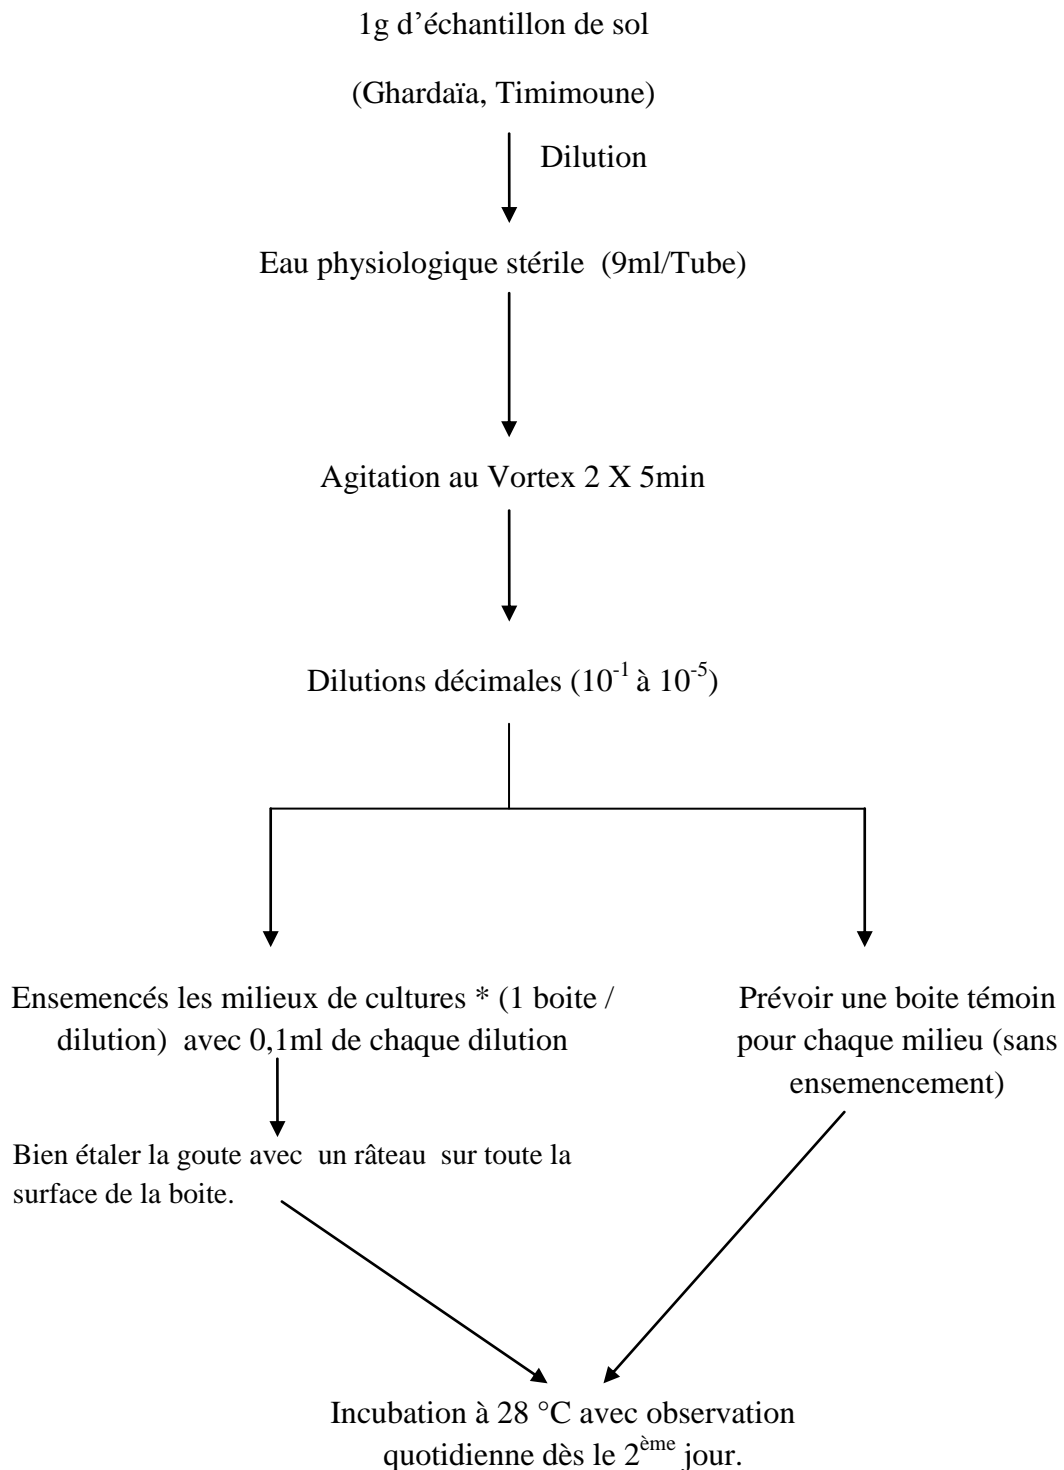 1g d'échantillon de sol
(Ghardaïa, Timimoune)
Dilution
Eau physiologique stérile  (9ml/Tube)
Agitation au Vortex 2 X 5min
Dilutions décimales (10⁻¹ à 10⁻⁵)
Ensemencés les milieux de cultures * (1 boite /
dilution)  avec 0,1ml de chaque dilution
Prévoir une boite témoin
pour chaque milieu (sans
ensemencement)
Bien étaler la goute avec  un râteau  sur toute la
surface de la boite.
Incubation à 28 °C avec observation
quotidienne dès le 2ème jour.